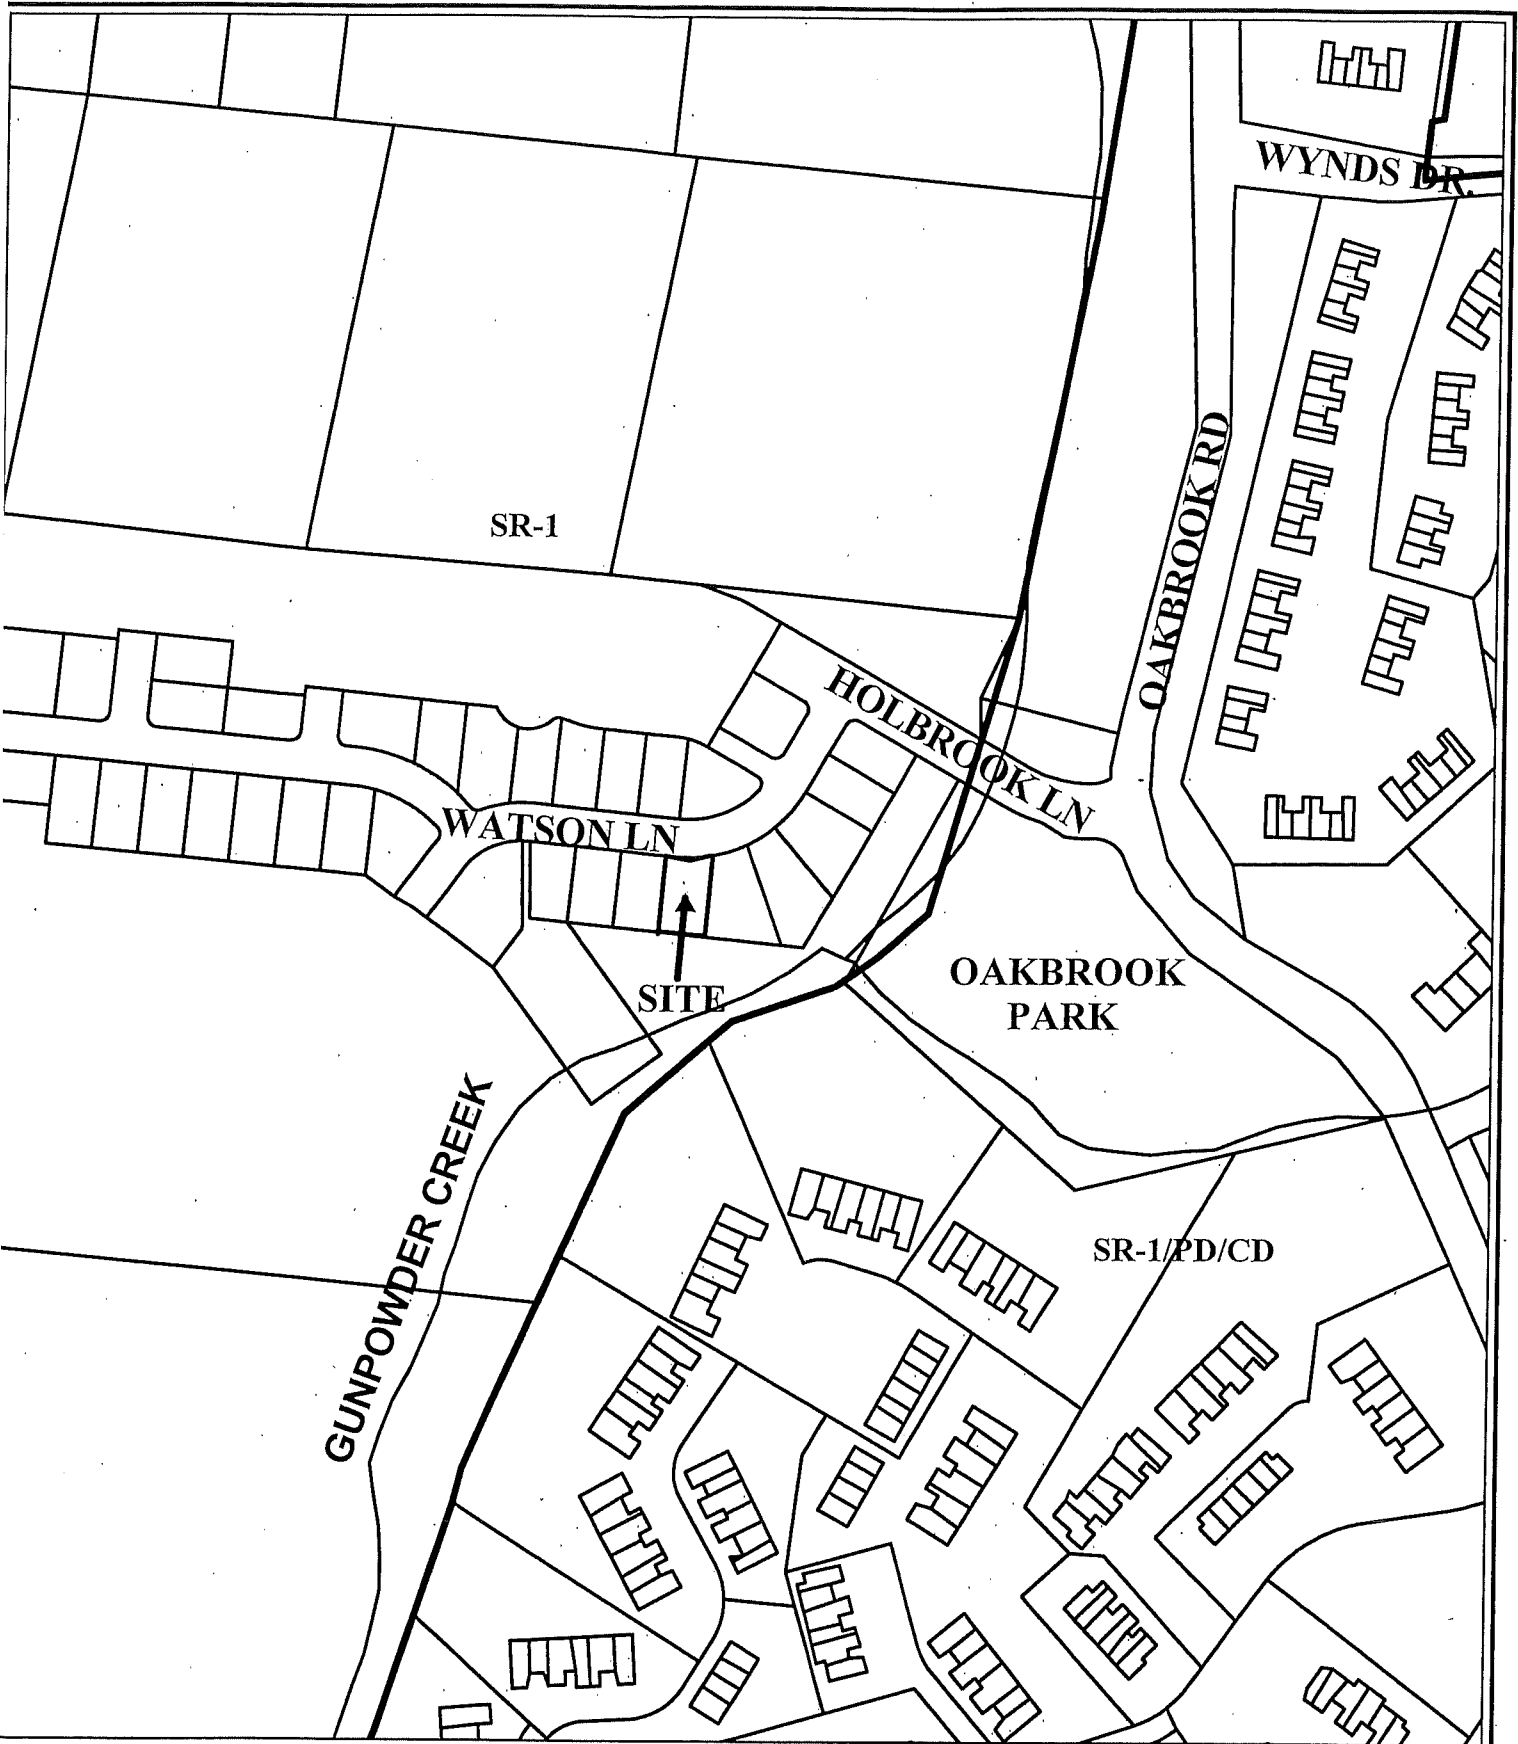 WYNDS DR.
OAKBROOK RD
SR-1
HOLBROOK LN
WATSON LN
SITE
OAKBROOK
PARK
GUNPOWDER CREEK
SR-1/PD/CD